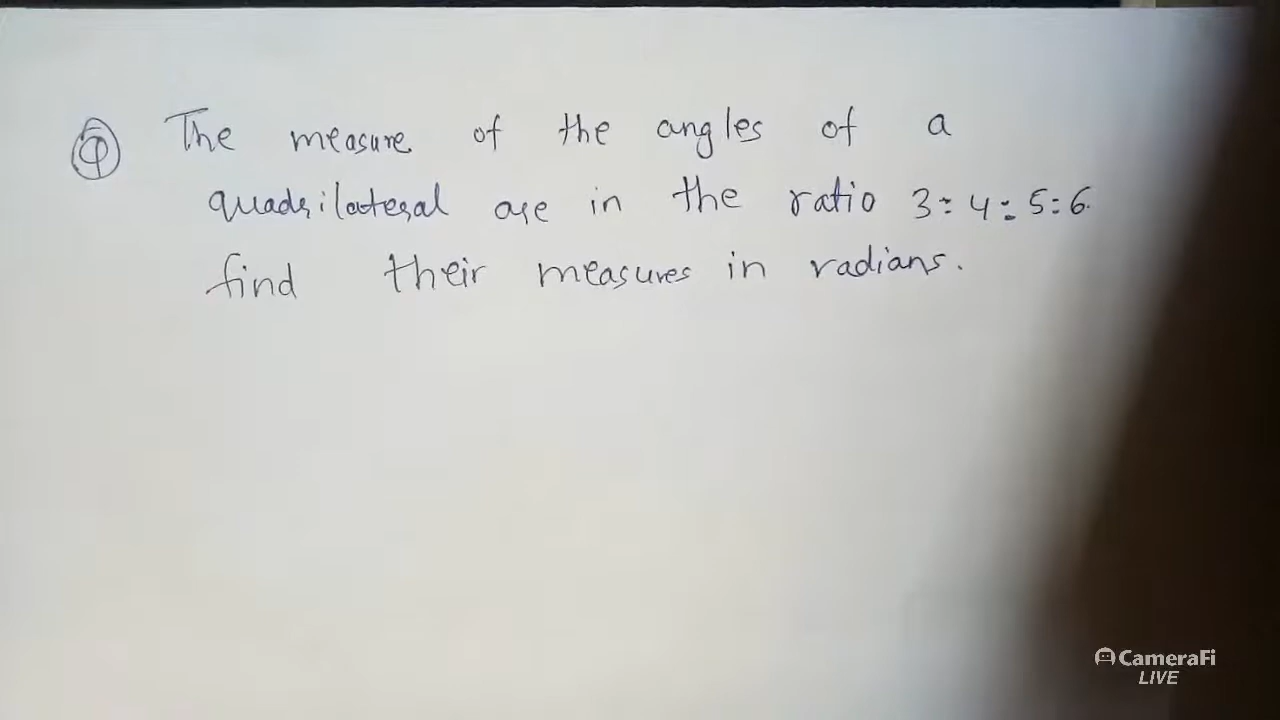 Q The measure of the angles of a
quadrilateral are in the ratio 3:4:5:6.
find their measures in radians.
CameraFi
LIVE